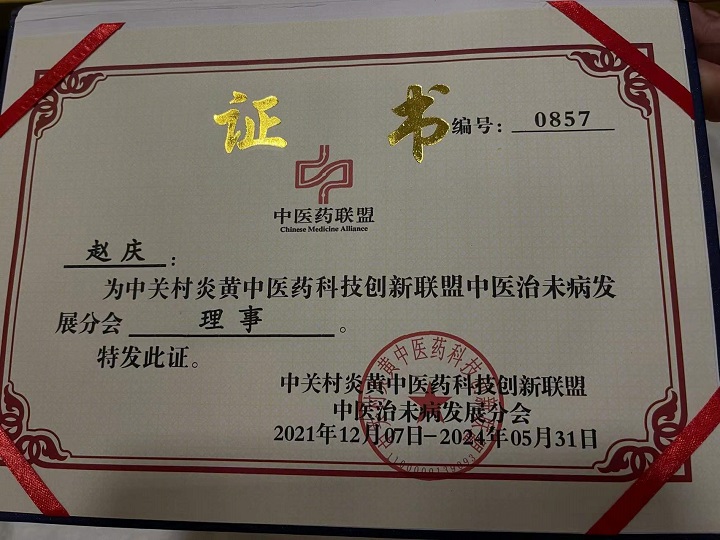 证 书
编号：0857
中医药联盟
Chinese Medicine Alliance
赵庆：
为中关村炎黄中医药科技创新联盟中医治未病发
展分会 理事 。
特发此证。
中关村炎黄中医药科技创新联盟
中医治未病发展分会
2021年12月07日-2024年05月31日